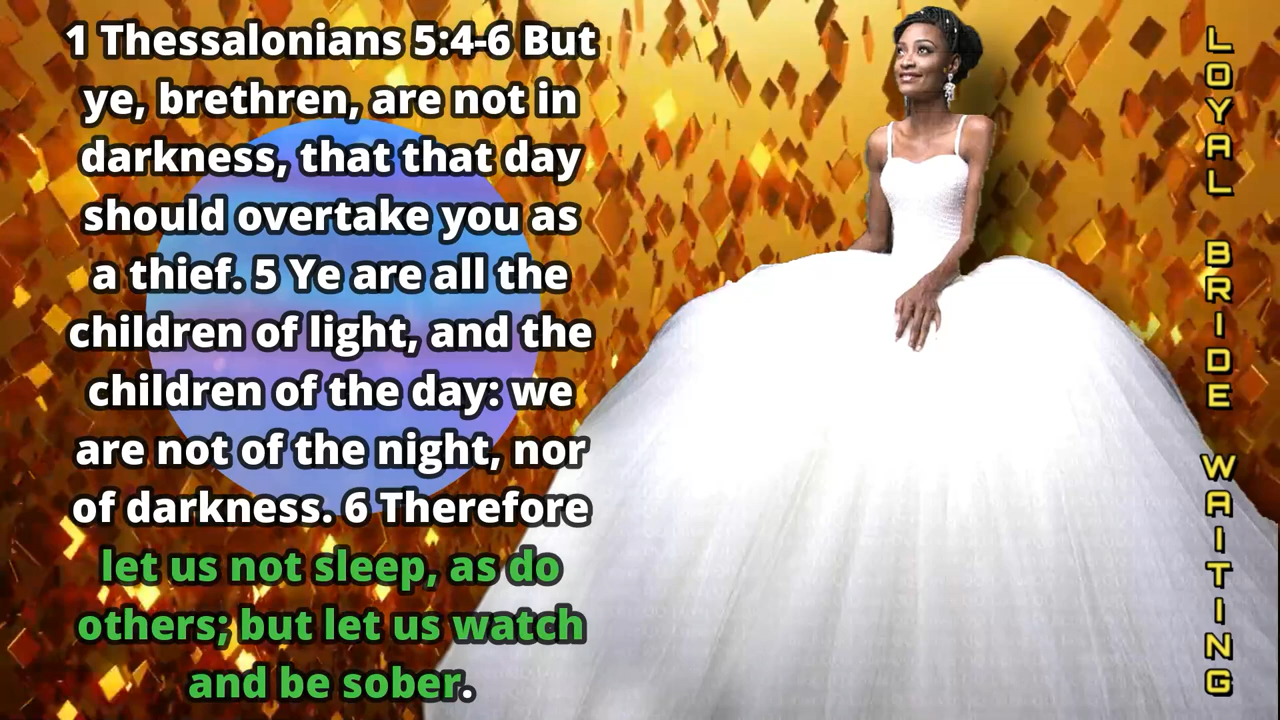 1 Thessalonians 5:4-6 But
ye, brethren, are not in
darkness, that that day
should overtake you as
a thief. 5 Ye are all the
children of light, and the
children of the day: we
are not of the night, nor
of darkness. 6 Therefore
let us not sleep, as do
others; but let us watch
and be sober.
LOYAL BRIDE WAITING